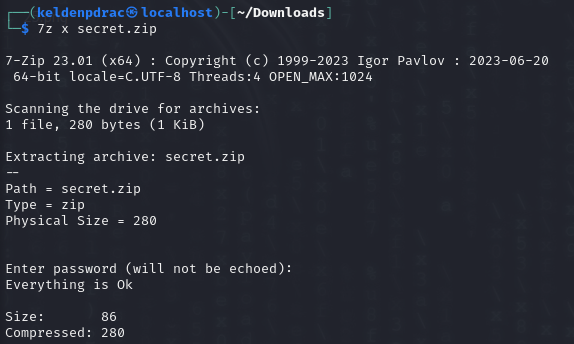 ┌──(keldenpdrac㉿localhost)-[~/Downloads]
└─$ 7z x secret.zip
7-Zip 23.01 (x64) : Copyright (c) 1999-2023 Igor Pavlov : 2023-06-20
 64-bit locale=C.UTF-8 Threads:4 OPEN_MAX:1024
Scanning the drive for archives:
1 file, 280 bytes (1 KiB)
Extracting archive: secret.zip
--
Path = secret.zip
Type = zip
Physical Size = 280
Enter password (will not be echoed):
Everything is Ok
Size:       86
Compressed: 280